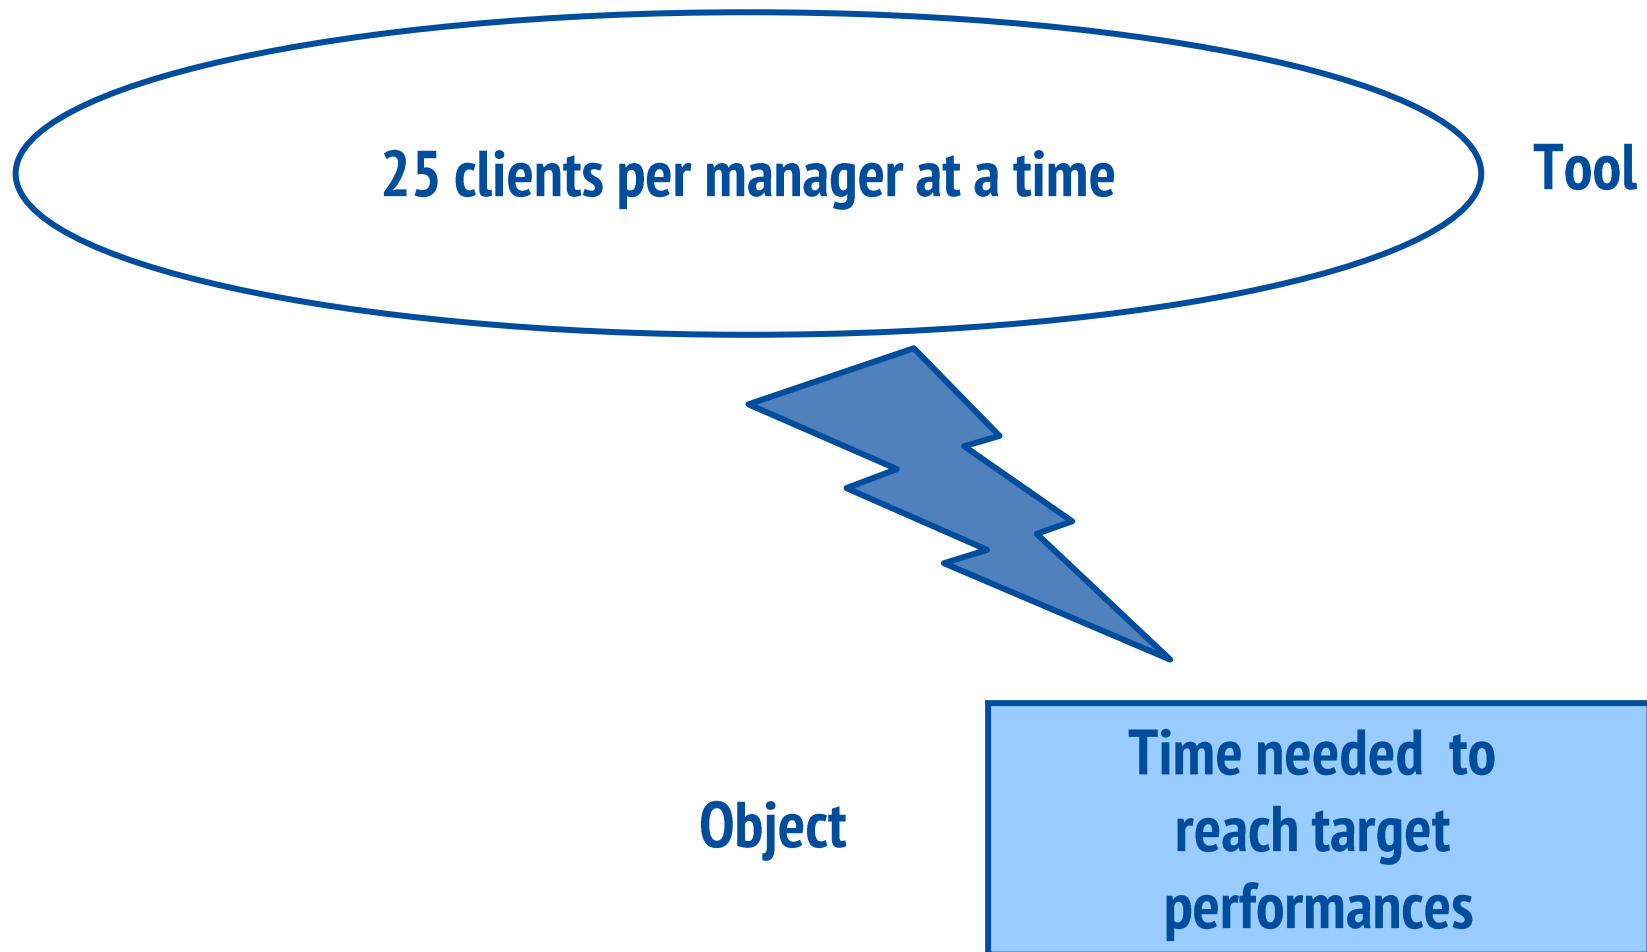 25 clients per manager at a time
Tool
Object
Time needed to
reach target
performances